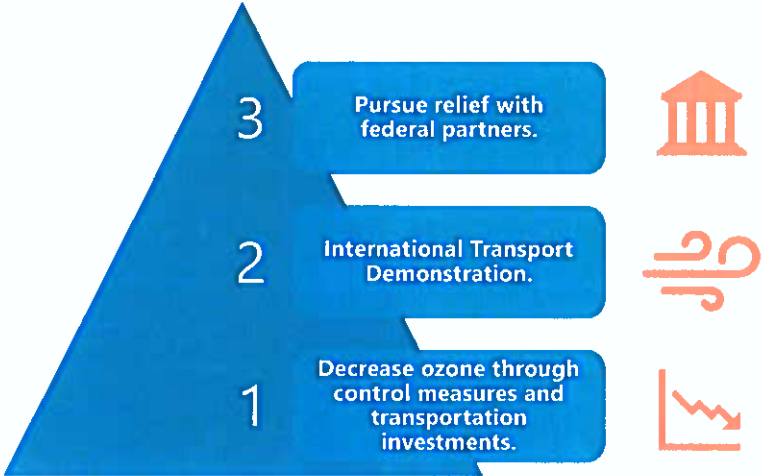 3
Pursue relief with
federal partners.
2
International Transport
Demonstration.
1
Decrease ozone through
control measures and
transportation
investments.